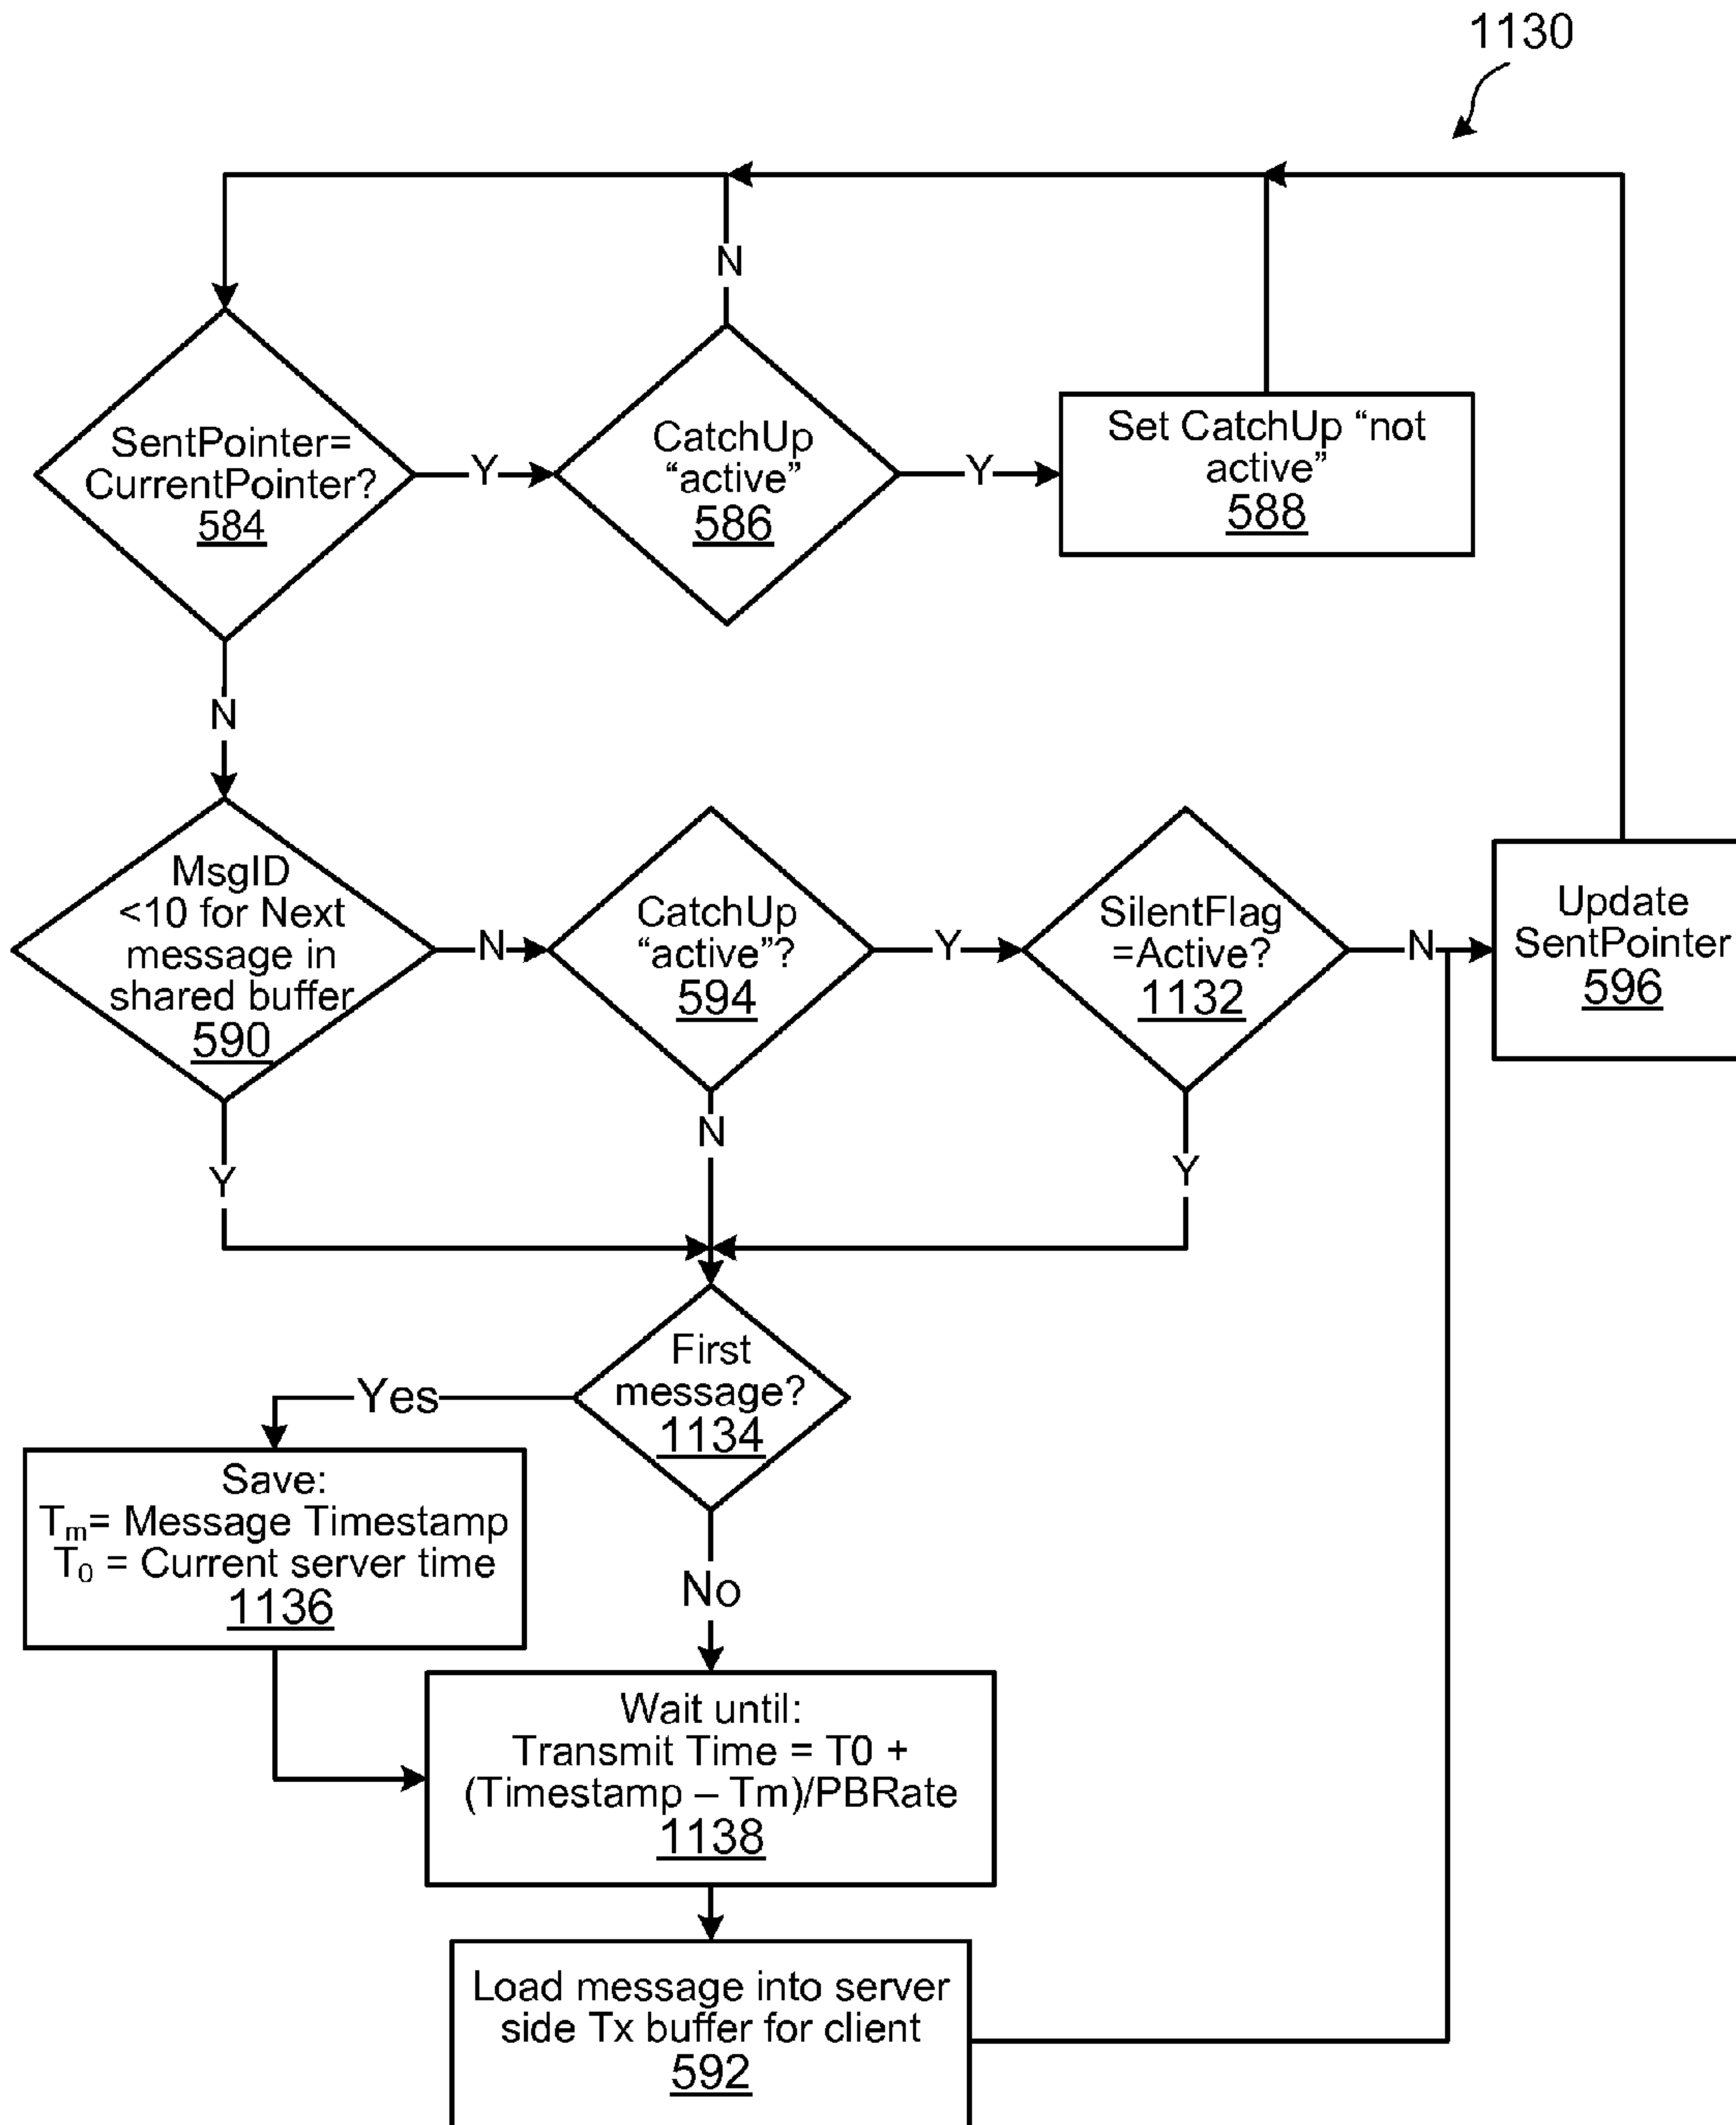 1130
N
SentPointer=
CurrentPointer?
584
Y
CatchUp
“active”
586
Y
Set CatchUp “not
active”
588
N
MsgID
<10 for Next
message in
shared buffer
590
N
CatchUp
“active”?
594
Y
SilentFlag
=Active?
1132
N
Update
SentPointer
596
Y
N
Y
First
message?
1134
Yes
Save:
Tm= Message Timestamp
T0 = Current server time
1136
No
Wait until:
Transmit Time = T0 +
(Timestamp – Tm)/PBRate
1138
Load message into server
side Tx buffer for client
592